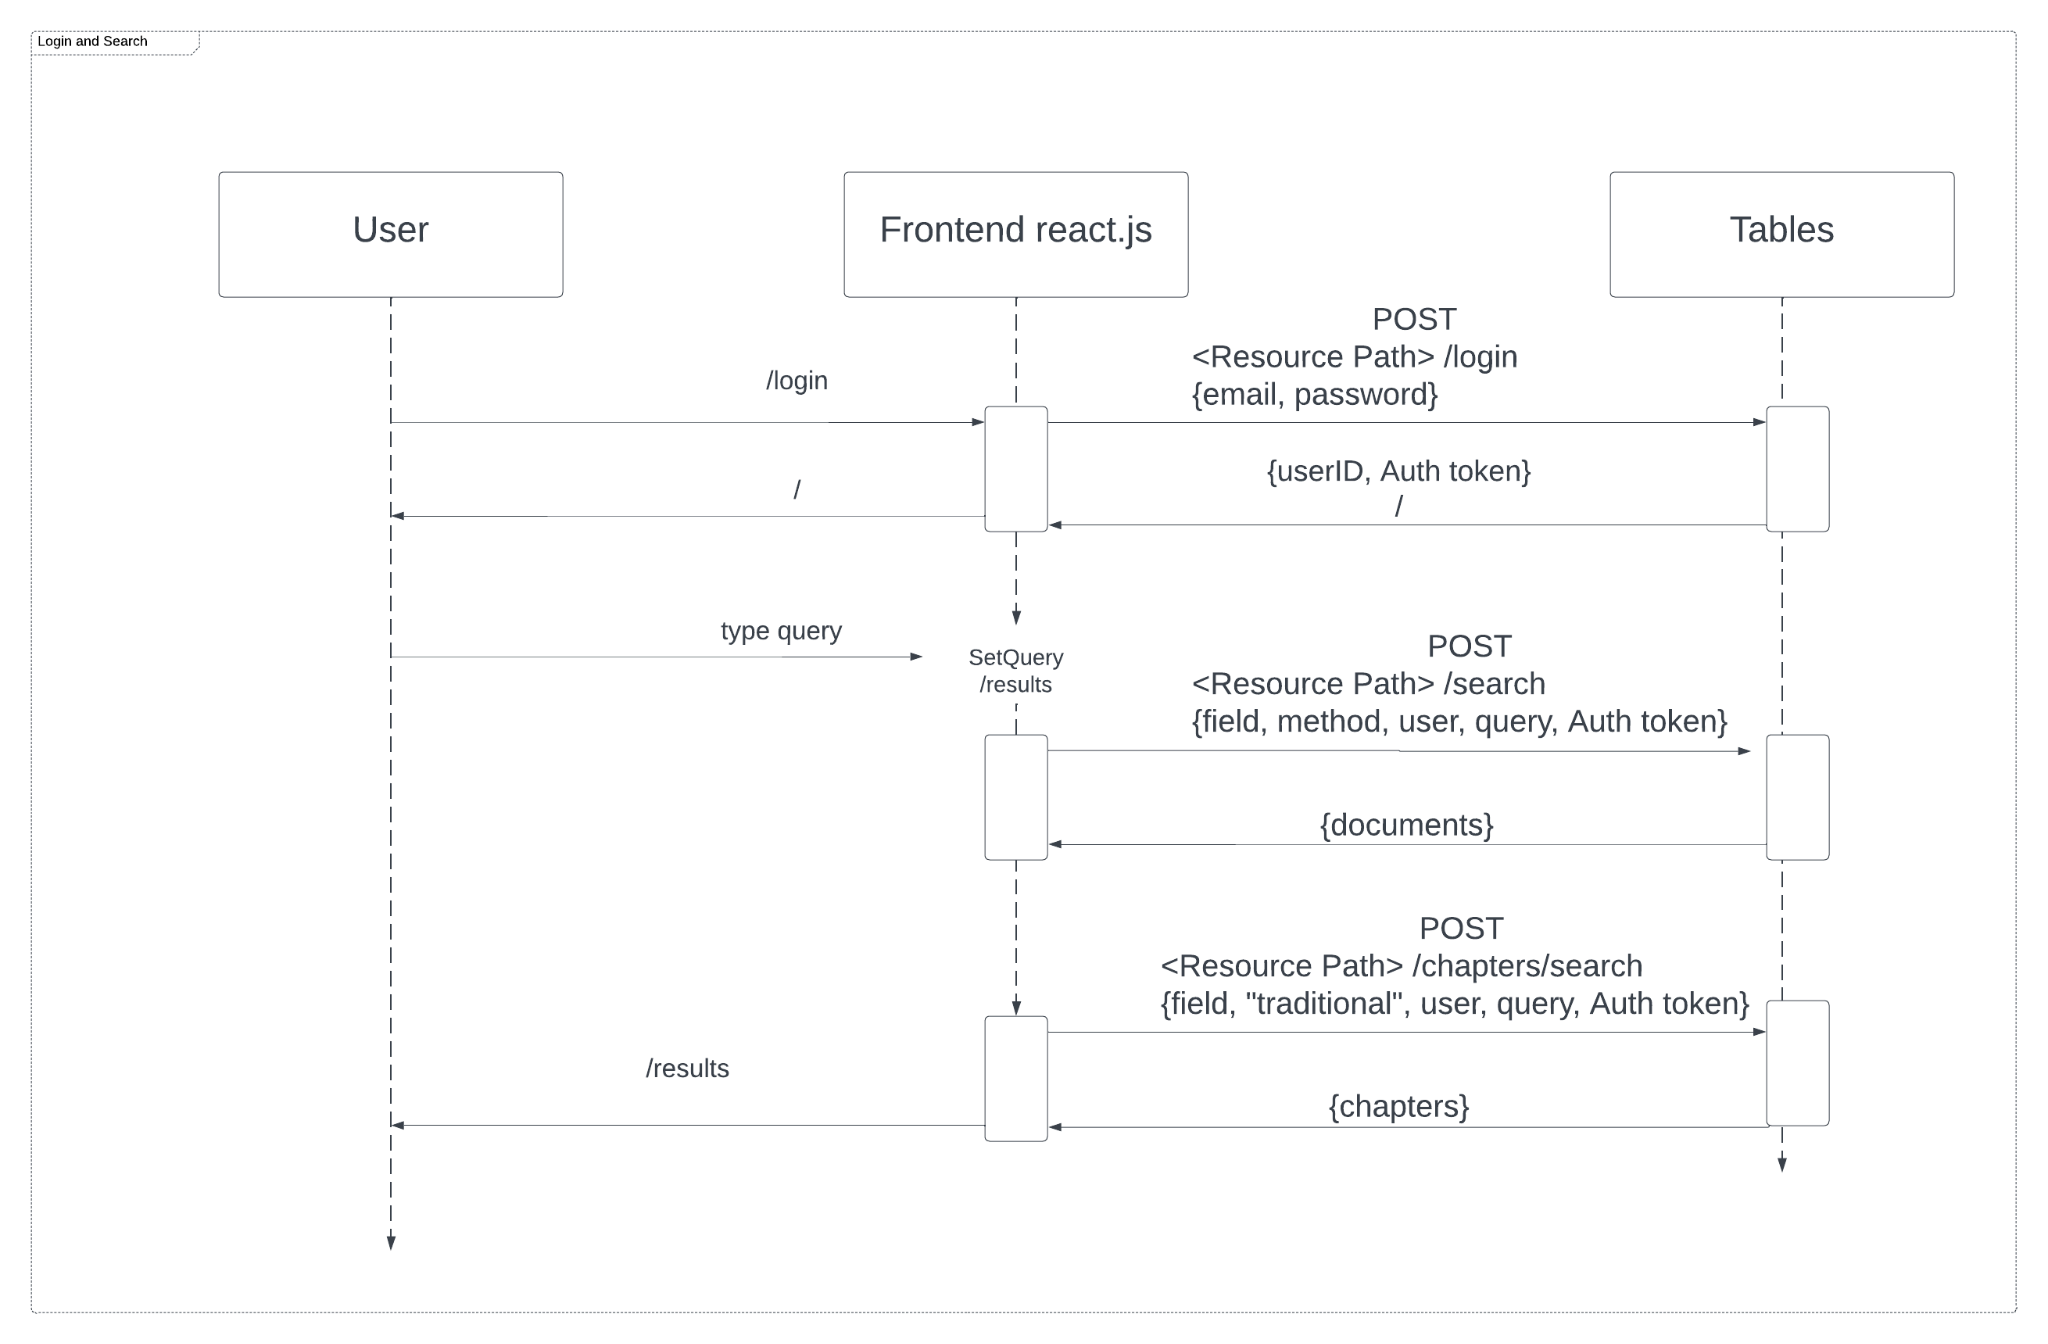 Login and Search
User
Frontend react.js
Tables
/login
POST
<Resource Path> /login
{email, password}
/
{userID, Auth token}
/
type query
SetQuery
/results
POST
<Resource Path> /search
{field, method, user, query, Auth token}
{documents}
POST
<Resource Path> /chapters/search
{field, "traditional", user, query, Auth token}
/results
{chapters}